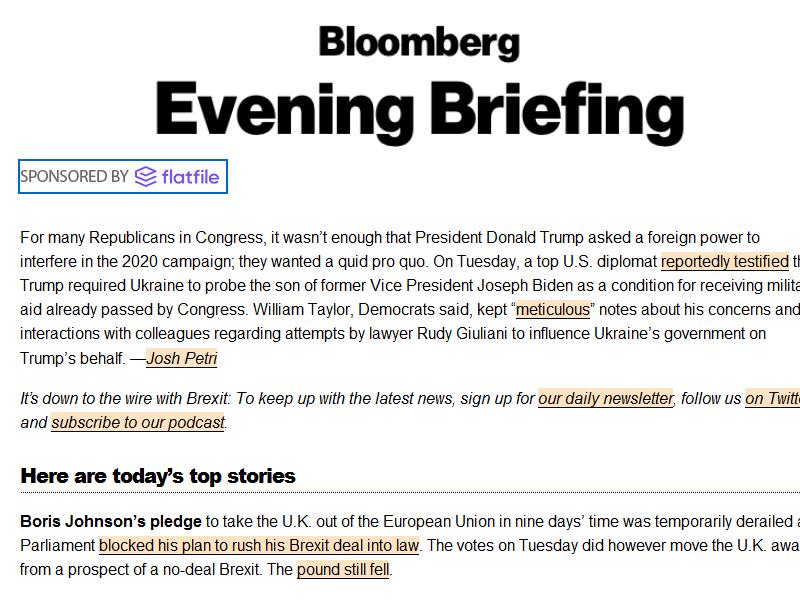 Bloomberg
Evening Briefing
SPONSORED BY flatfile
For many Republicans in Congress, it wasn’t enough that President Donald Trump asked a foreign power to
interfere in the 2020 campaign; they wanted a quid pro quo. On Tuesday, a top U.S. diplomat reportedly testified
Trump required Ukraine to probe the son of former Vice President Joseph Biden as a condition for receiving
aid already passed by Congress. William Taylor, Democrats said, kept “meticulous” notes about his concerns and
interactions with colleagues regarding attempts by lawyer Rudy Giuliani to influence Ukraine’s government on
Trump’s behalf. —Josh Petri
It’s down to the wire with Brexit: To keep up with the latest news, sign up for our daily newsletter, follow us on
and subscribe to our podcast.
Here are today’s top stories
Boris Johnson’s pledge to take the U.K. out of the European Union in nine days’ time was temporarily derailed
Parliament blocked his plan to rush his Brexit deal into law. The votes on Tuesday did however move the U.K.
from a prospect of a no-deal Brexit. The pound still fell.